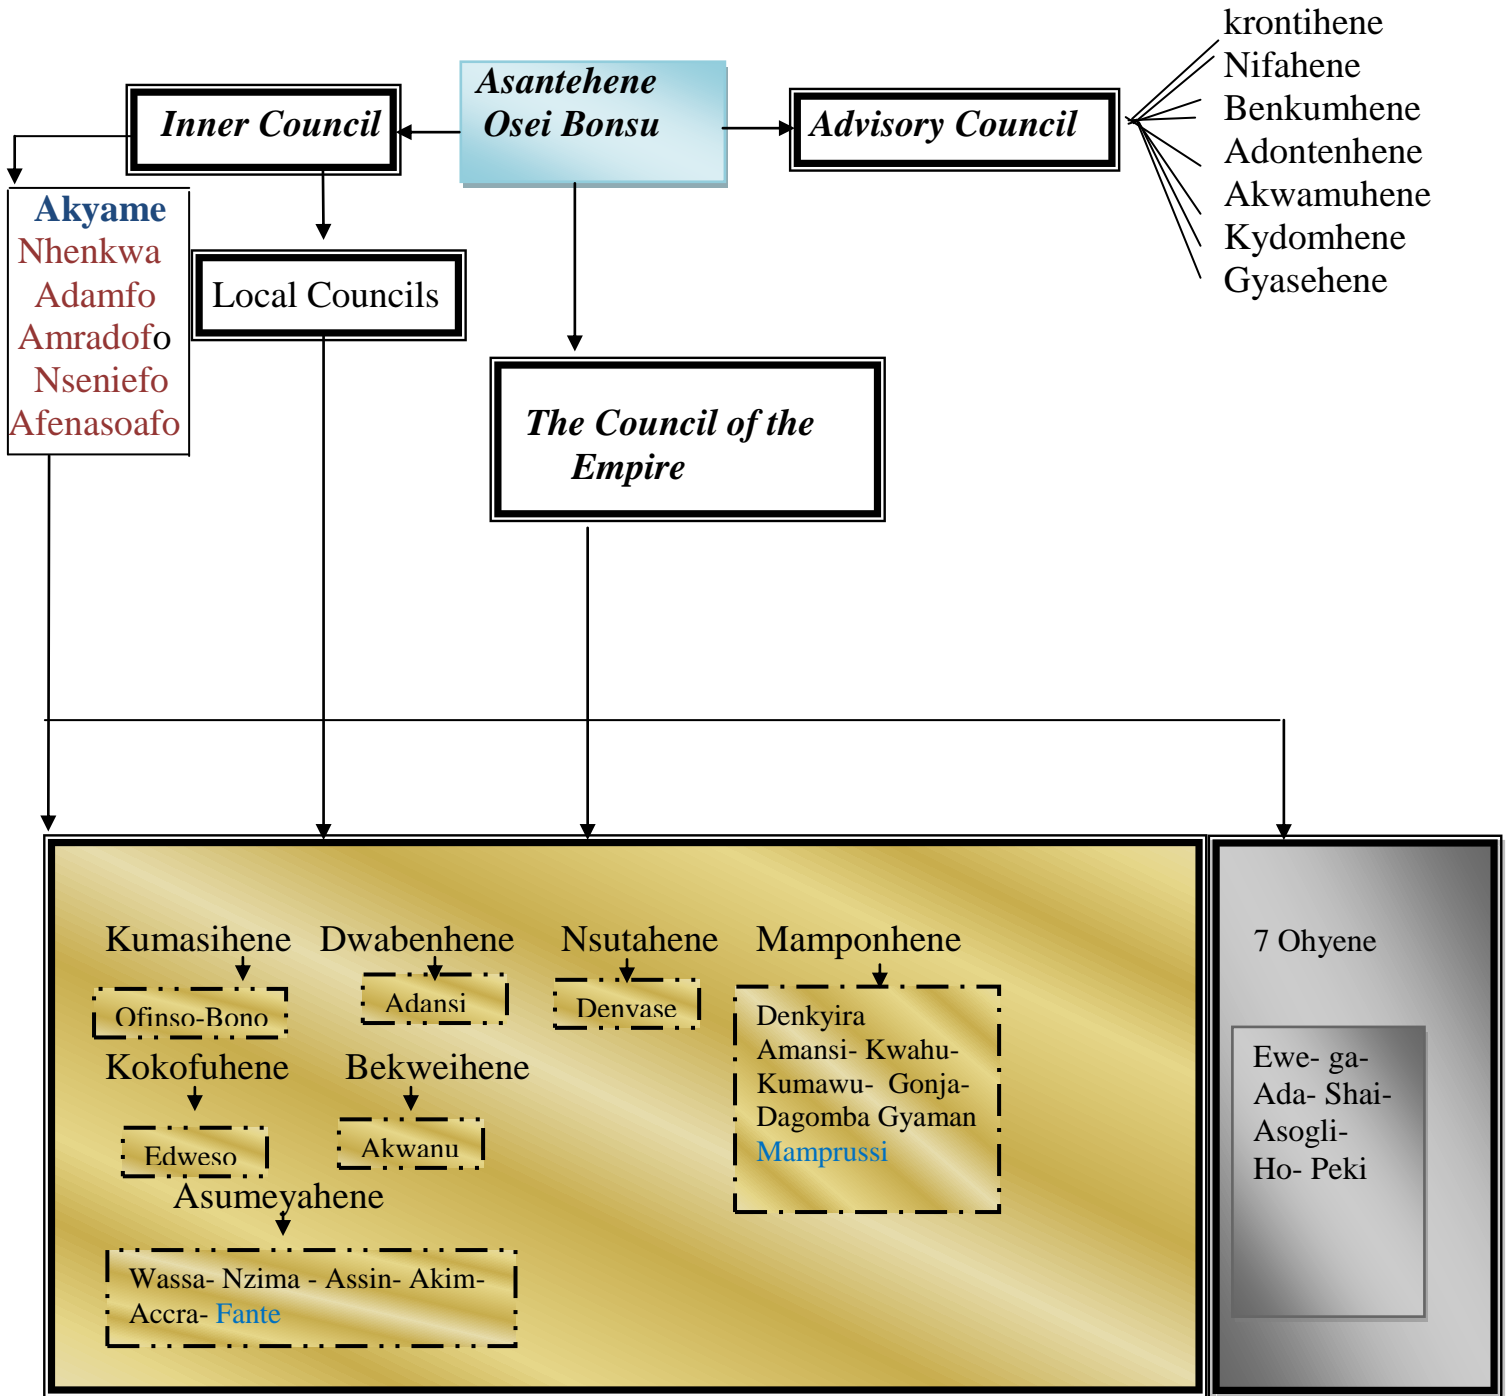 krontihene
Nifahene
Benkumhene
Adontenhene
Akwamuhene
Kydomhene
Gyasehene
Asantehene
Osei Bonsu
Inner Council
Advisory Council
Akyame
Nhenkwa
Adamfo
Amradofo
Nseniefo
Afenasoafo
Local Councils
The Council of the
Empire
Kumasihene
Ofinso-Bono
Dwabenhene
Adansi
Nsutahene
Denvase
Mamponhene
Denkyira
Amansi- Kwahu-
Kumawu- Gonja-
Dagomba Gyaman
Mamprussi
Kokofuhene
Edweso
Bekweihene
Akwanu
Asumeyahene
Wassa- Nzima - Assin- Akim-
Accra- Fante
7 Ohyene
Ewe- ga-
Ada- Shai-
Asogli-
Ho- Peki